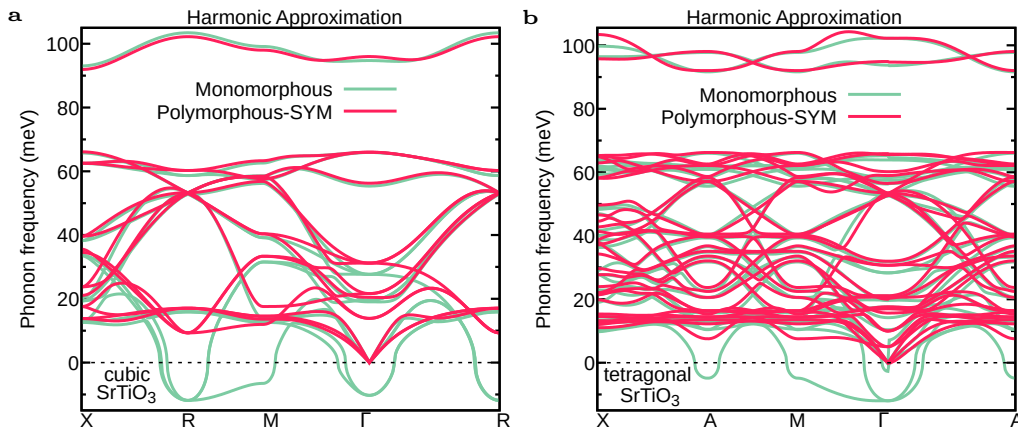 a
Harmonic Approximation
Phonon frequency (meV)
100
80
60
40
20
0
Monomorphous
Polymorphous-SYM
cubic
SrTiO3
X R M Γ R
b
Harmonic Approximation
Phonon frequency (meV)
100
80
60
40
20
0
Monomorphous
Polymorphous-SYM
tetragonal
SrTiO3
X A M Γ A